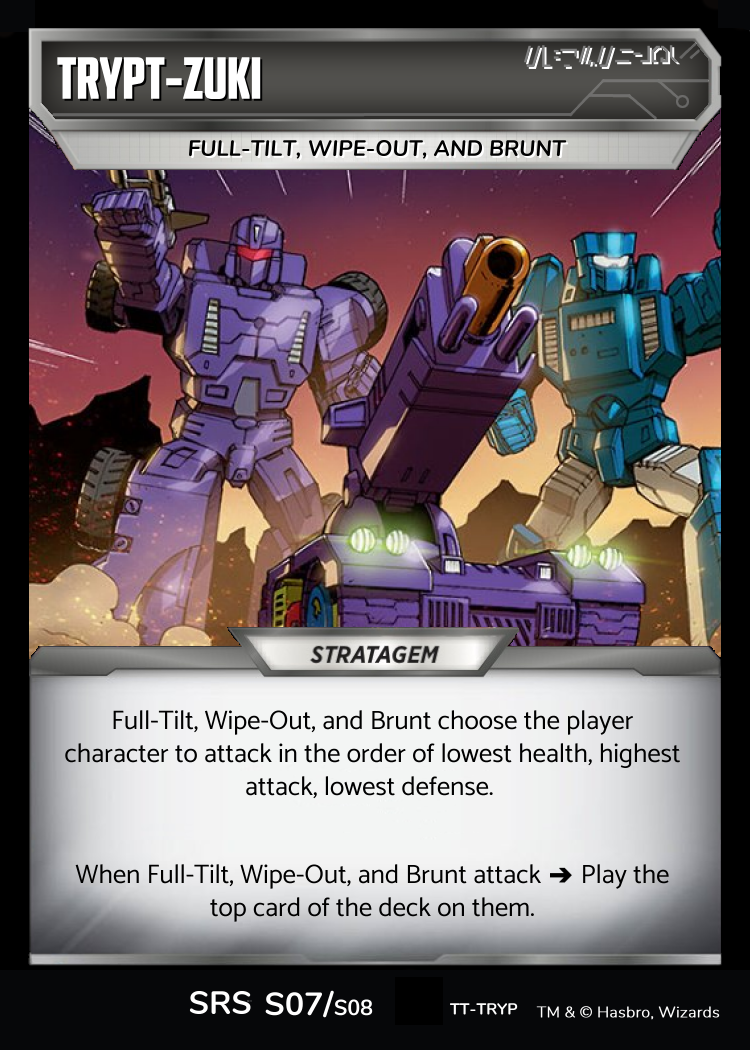 TRYPT-ZUKI
FULL-TILT, WIPE-OUT, AND BRUNT
STRATAGEM
Full-Tilt, Wipe-Out, and Brunt choose the player
character to attack in the order of lowest health, highest
attack, lowest defense.
When Full-Tilt, Wipe-Out, and Brunt attack ➔ Play the
top card of the deck on them.
SRS S07/S08
TT-TRYP
TM & © Hasbro, Wizards